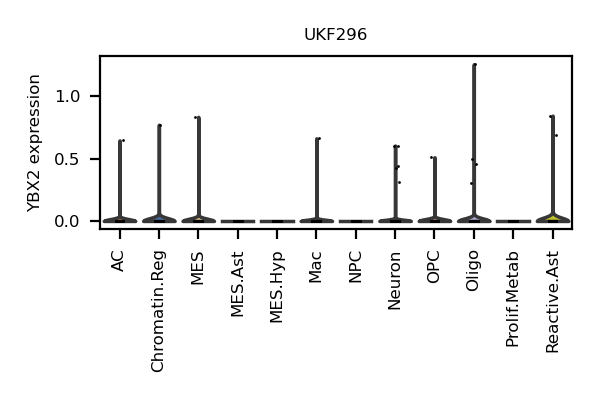 UKF296
YBX2 expression
1.0
0.5
0.0
AC
Chromatin.Reg
MES
MES.Ast
MES.Hyp
Mac
NPC
Neuron
OPC
Oligo
Prolif.Metab
Reactive.Ast